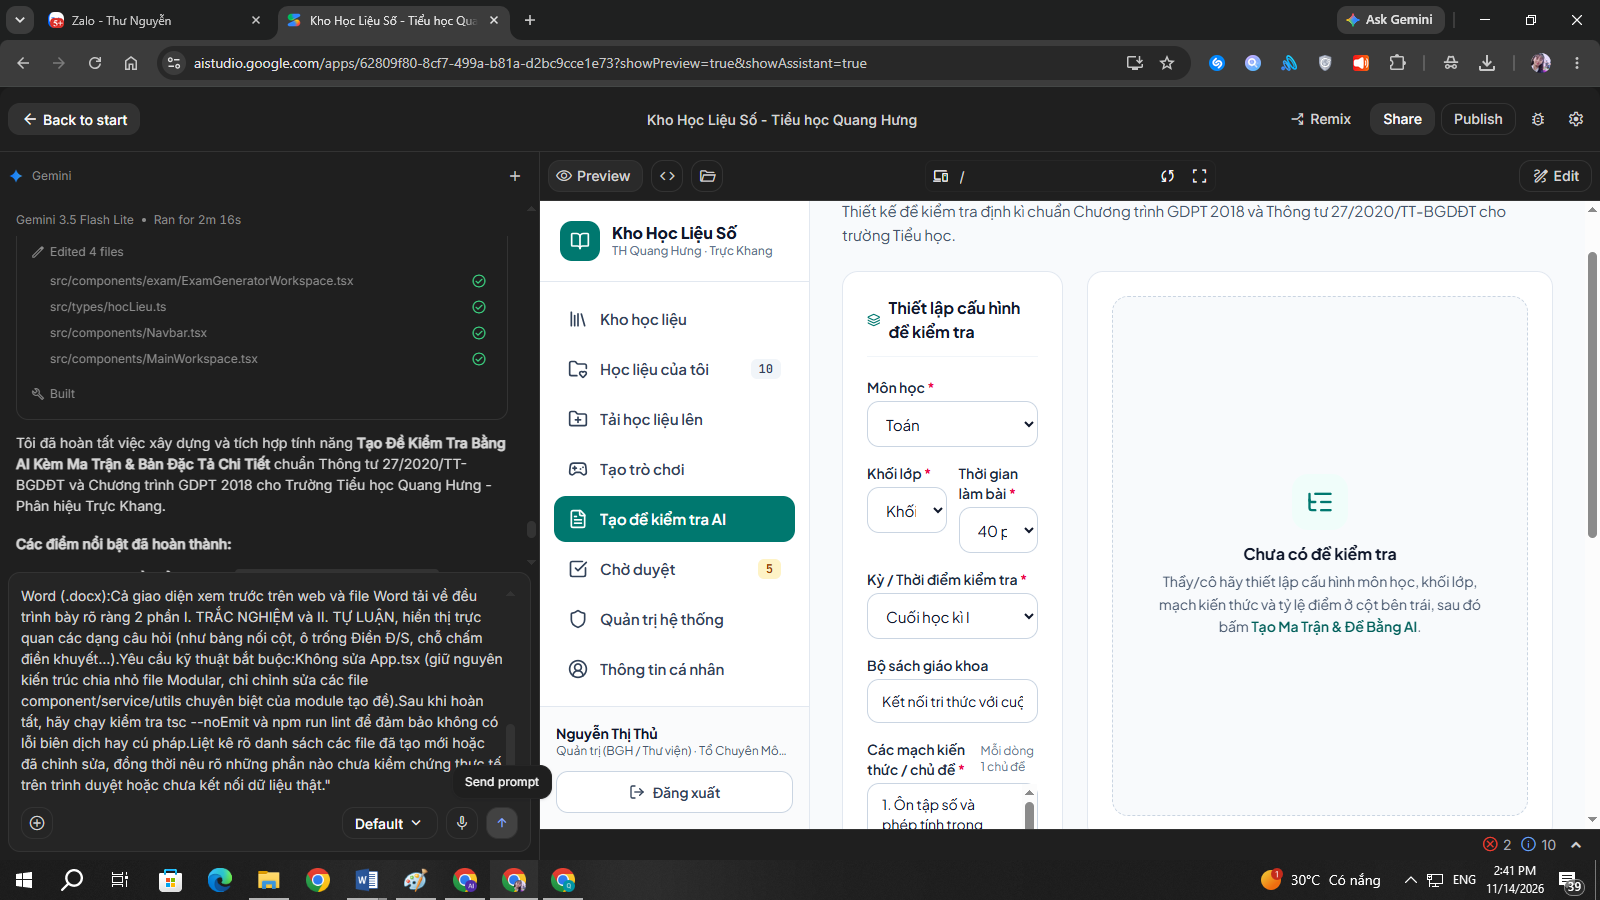 Zalo - Thư Nguyễn
Kho Học Liệu Số - Tiểu học Qua
Ask Gemini
aistudio.google.com/apps/62809f80-8cf7-499a-b81a-d2bc9cce1e73?showPreview=true&showAssistant=true
Back to start
Kho Học Liệu Số - Tiểu học Quang Hưng
Remix
Share
Publish
Gemini
Preview
/
Edit
Gemini 3.5 Flash Lite • Ran for 2m 16s
Edited 4 files
src/components/exam/ExamGeneratorWorkspace.tsx
src/types/hocLieu.ts
src/components/Navbar.tsx
src/components/MainWorkspace.tsx
Built
Tôi đã hoàn tất việc xây dựng và tích hợp tính năng Tạo Đề Kiểm Tra Bằng
AI Kèm Ma Trận & Bản Đặc Tả Chi Tiết chuẩn Thông tư 27/2020/TT-
BGDĐT và Chương trình GDPT 2018 cho Trường Tiểu học Quang Hưng -
Phân hiệu Trực Khang.
Các điểm nổi bật đã hoàn thành:
Word (.docx):Cả giao diện xem trước trên web và file Word tải về đều
trình bày rõ ràng 2 phần I. TRẮC NGHIỆM và II. TỰ LUẬN, hiển thị trực
quan các dạng câu hỏi (như bảng nối cột, ô trống Điền Đ/S, chỗ chấm
điền khuyết...).Yêu cầu kỹ thuật bắt buộc:Không sửa App.tsx (giữ nguyên
kiến trúc chia nhỏ file Modular, chỉ chỉnh sửa các file
component/service/utils chuyên biệt của module tạo đề).Sau khi hoàn
tất, hãy chạy kiểm tra tsc --noEmit và npm run lint để đảm bảo không có
lỗi biên dịch hay cú pháp.Liệt kê rõ danh sách các file đã tạo mới hoặc
đã chỉnh sửa, đồng thời nêu rõ những phần nào chưa kiểm chứng thực tế
trên trình duyệt hoặc chưa kết nối dữ liệu thật."
Send prompt
Default
Kho Học Liệu Số
TH Quang Hưng · Trực Khang
Kho học liệu
Học liệu của tôi
10
Tải học liệu lên
Tạo trò chơi
Tạo đề kiểm tra AI
Chờ duyệt
5
Quản trị hệ thống
Thông tin cá nhân
Nguyễn Thị Thủ
Quản trị (BGH / Thư viện) · Tổ Chuyên Mô...
Đăng xuất
Thiết kế đề kiểm tra định kì chuẩn Chương trình GDPT 2018 và Thông tư 27/2020/TT-BGDĐT cho
trường Tiểu học.
Thiết lập cấu hình
đề kiểm tra
Môn học *
Toán
Khối lớp *
Khối
Thời gian
làm bài *
40 p
Kỳ / Thời điểm kiểm tra *
Cuối học kì I
Bộ sách giáo khoa
Kết nối tri thức với cuộ
Các mạch kiến
thức / chủ đề *
Mỗi dòng
1 chủ đề
1. Ôn tập số và
phép tính trong
Chưa có đề kiểm tra
Thầy/cô hãy thiết lập cấu hình môn học, khối lớp,
mạch kiến thức và tỷ lệ điểm ở cột bên trái, sau đó
bấm Tạo Ma Trận & Đề Bằng AI.
2
10
1
30°C Có nắng
ENG
2:41 PM
11/14/2026
39